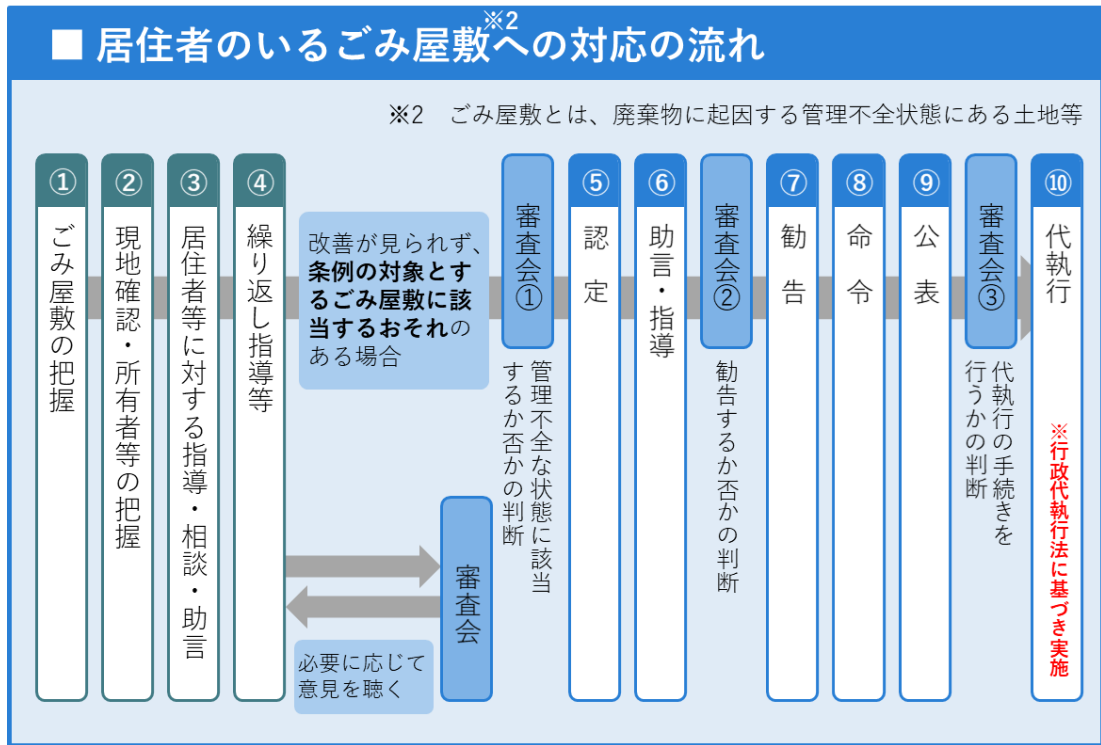 ■ 居住者のいるごみ屋敷※2への対応の流れ
※2　ごみ屋敷とは、廃棄物に起因する管理不全状態にある土地等
①
ごみ屋敷の把握
②
現地確認・所有者等の把握
③
居住者等に対する指導・相談・助言
④
繰り返し指導等
改善が見られず、
条例の対象とす
るごみ屋敷に該
当するおそれの
ある場合
必要に応じて
意見を聴く
審査会
審査会①
管理不全な状態に該当
するか否かの判断
⑤
認定
⑥
助言・指導
審査会②
勧告するか否かの判断
⑦
勧告
⑧
命令
⑨
公表
審査会③
代執行の手続きを
行うかの判断
⑩
代執行
※行政代執行法に基づき実施